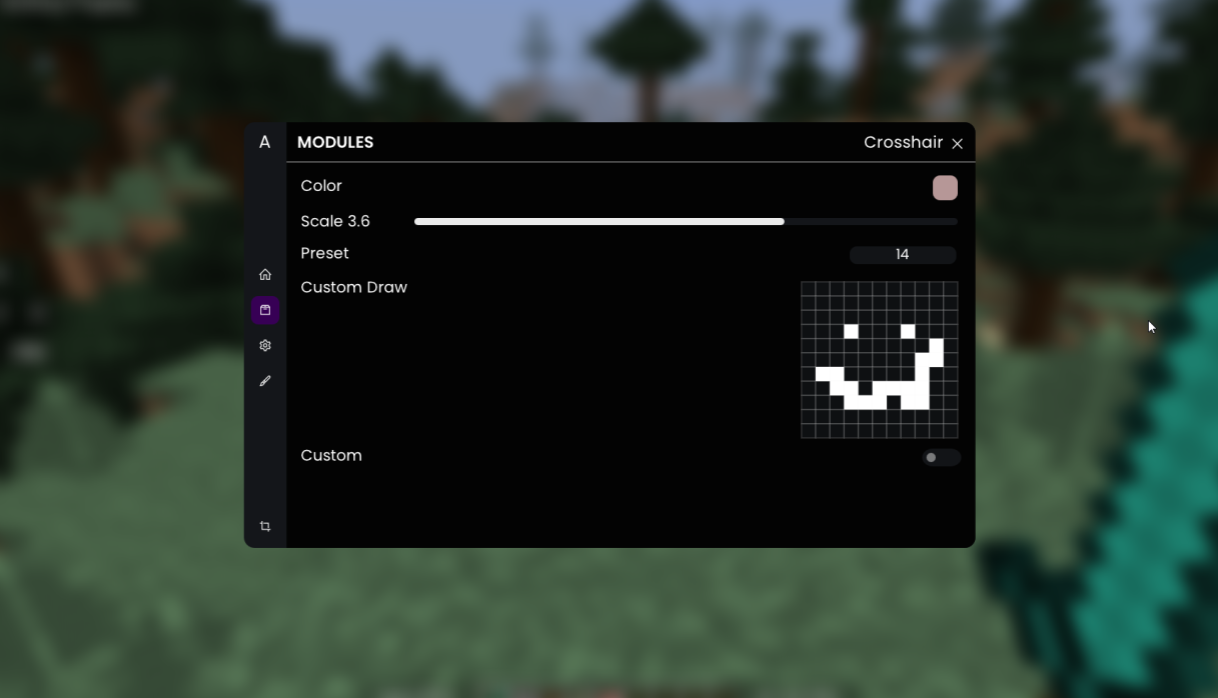 A
MODULES
Crosshair
Color
Scale 3.6
Preset
14
Custom Draw
Custom